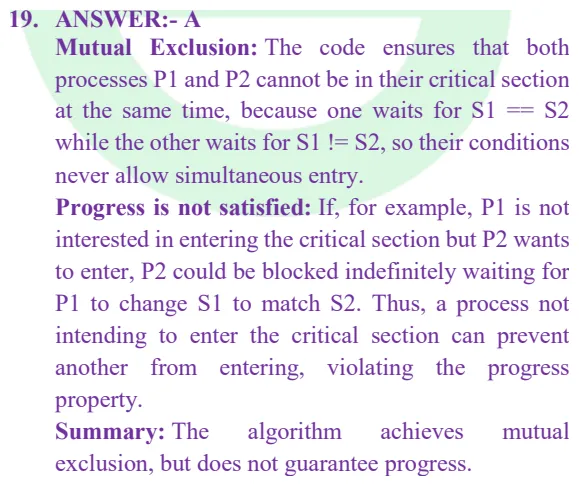 19. ANSWER:- A
Mutual Exclusion: The code ensures that both
processes P1 and P2 cannot be in their critical section
at the same time, because one waits for S1 == S2
while the other waits for S1 != S2, so their conditions
never allow simultaneous entry.
Progress is not satisfied: If, for example, P1 is not
interested in entering the critical section but P2 wants
to enter, P2 could be blocked indefinitely waiting for
P1 to change S1 to match S2. Thus, a process not
intending to enter the critical section can prevent
another from entering, violating the progress
property.
Summary: The algorithm achieves mutual
exclusion, but does not guarantee progress.